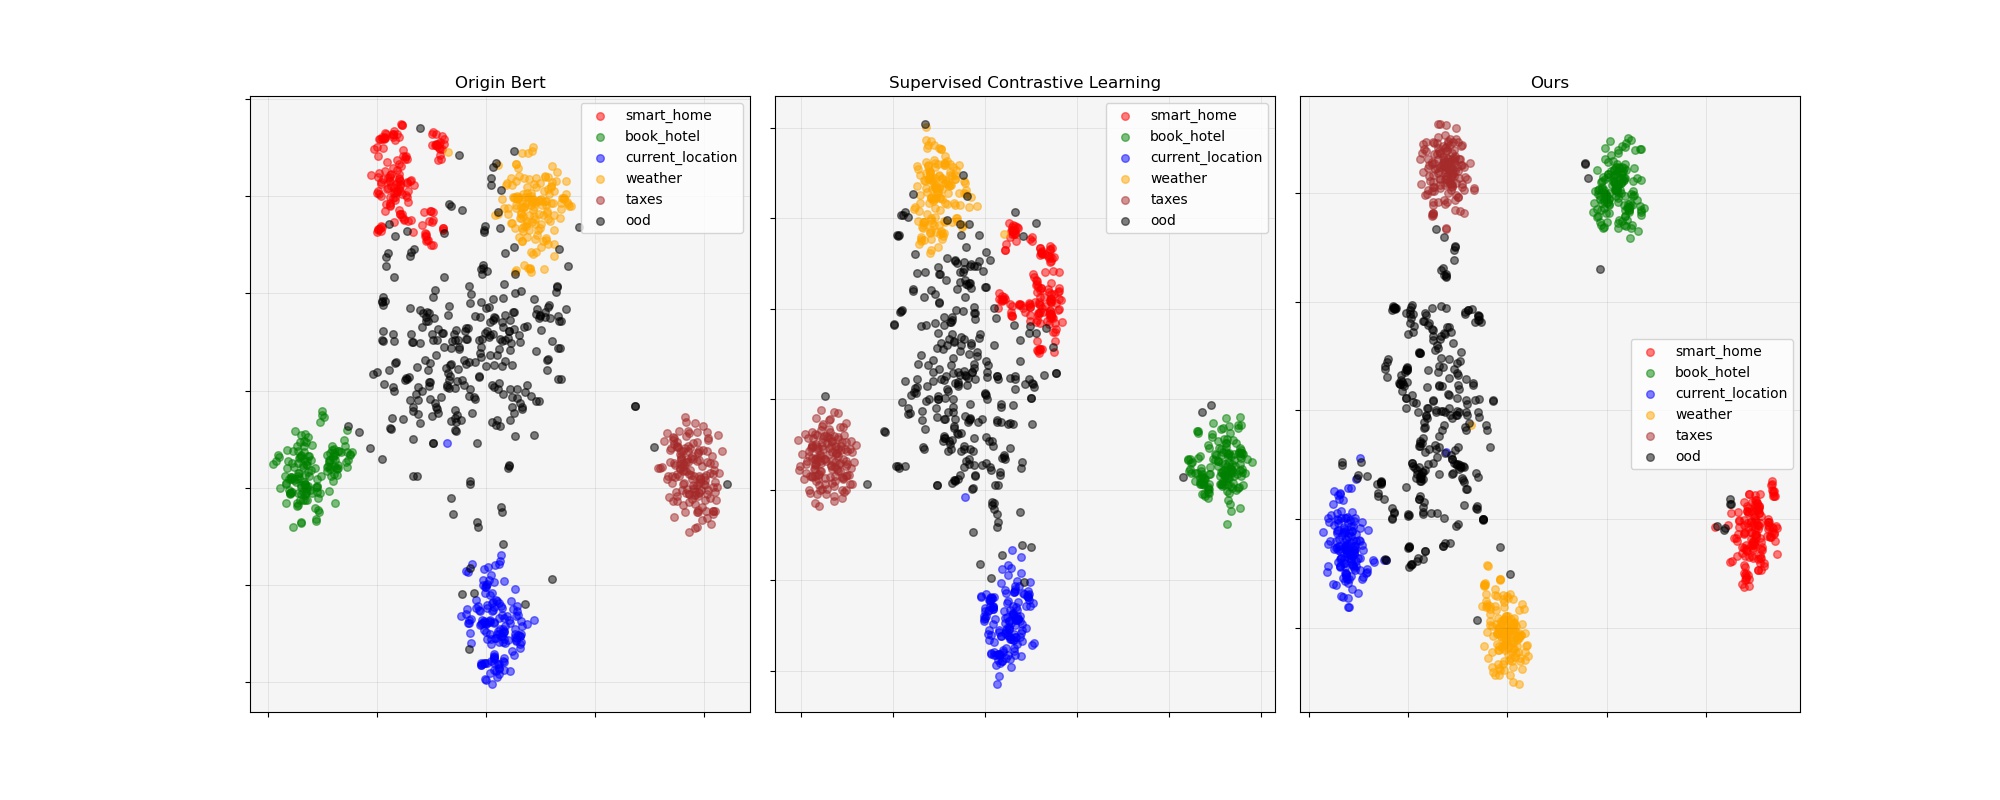 Origin Bert
smart_home
book_hotel
current_location
weather
taxes
ood
Supervised Contrastive Learning
smart_home
book_hotel
current_location
weather
taxes
ood
Ours
smart_home
book_hotel
current_location
weather
taxes
ood